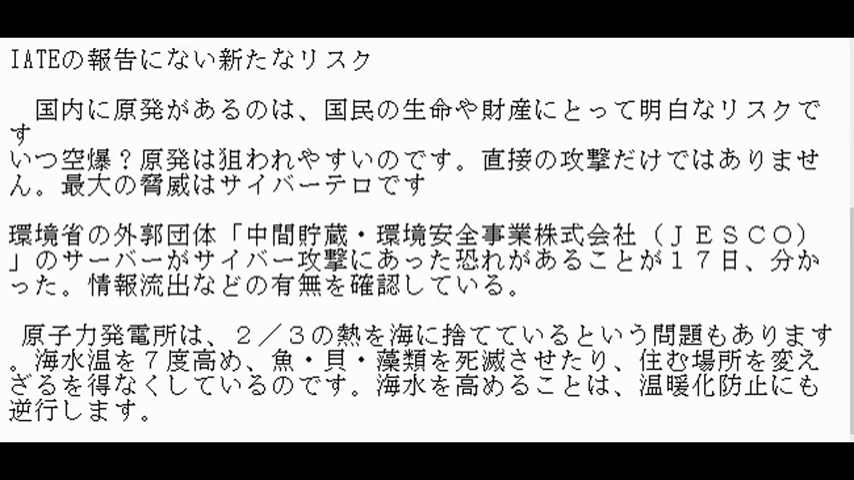 IATEの報告にない新たなリスク
国内に原発があるのは、国民の生命や財産にとって明白なリスクで
す
いつ空爆？原発は狙われやすいのです。直接の攻撃だけではありませ
ん。最大の脅威はサイバーテロです
環境省の外郭団体「中間貯蔵・環境安全事業株式会社（ＪＥＳＣＯ）
」のサーバーがサイバー攻撃にあった恐れがあることが１７日、分か
った。情報流出などの有無を確認している。
原子力発電所は、２／３の熱を海に捨てているという問題もあります
。海水温を７度高め、魚・貝・藻類を死滅させたり、住む場所を変え
ざるを得なくしているのです。海水を高めることは、温暖化防止にも
逆行します。